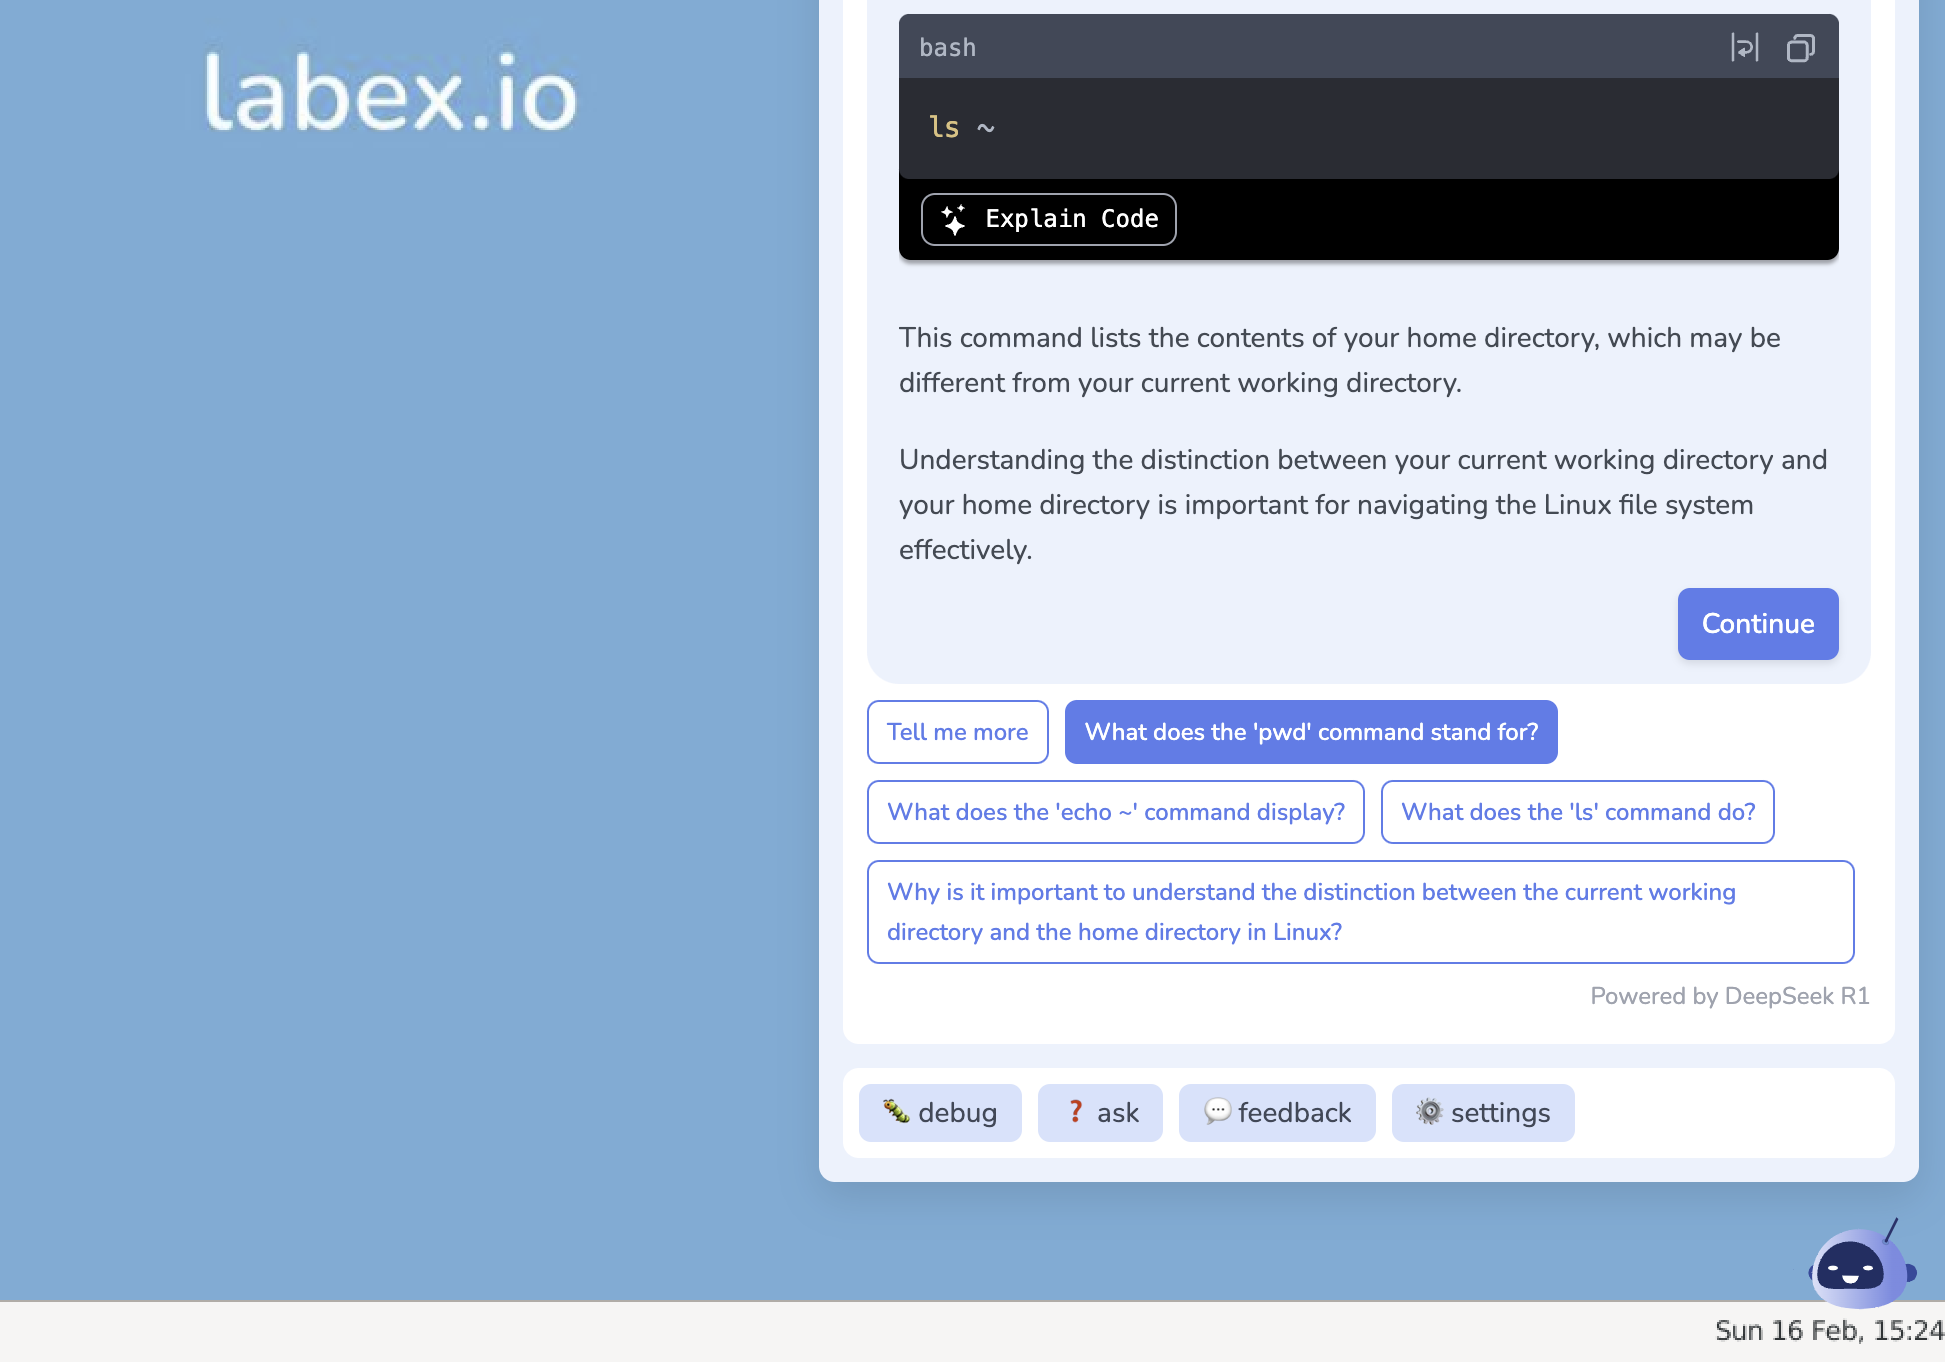 labex.io
bash
ls ~
Explain Code
This command lists the contents of your home directory, which may be
different from your current working directory.
Understanding the distinction between your current working directory and
your home directory is important for navigating the Linux file system
effectively.
Continue
Tell me more
What does the 'pwd' command stand for?
What does the 'echo ~' command display?
What does the 'ls' command do?
Why is it important to understand the distinction between the current working
directory and the home directory in Linux?
Powered by DeepSeek R1
debug
❓ ask
feedback
settings
Sun 16 Feb, 15:24